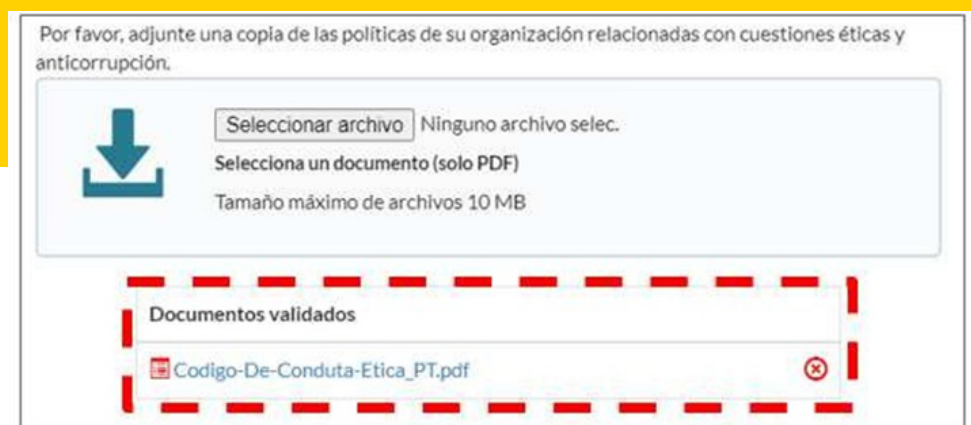 Por favor, adjunte una copia de las políticas de su organización relacionadas con cuestiones éticas y
anticorrupción.
Seleccionar archivo Ninguno archivo selec.
Selecciona un documento (solo PDF)
Tamaño máximo de archivos 10 MB
Documentos validados
Codigo-De-Conduta-Etica_PT.pdf